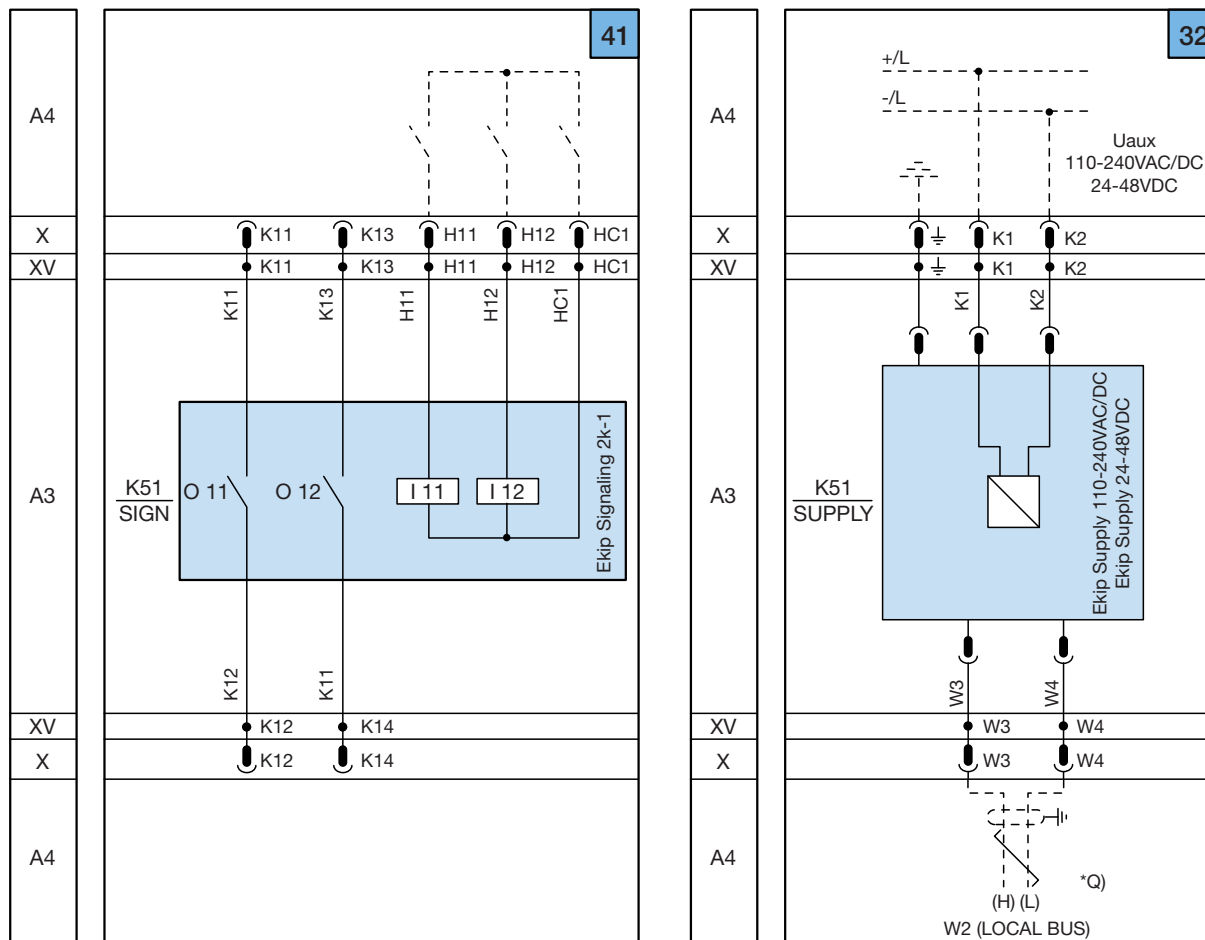 41
A4
X K11 K13 H11 H12 HC1
XV K11 K13 H11 H12 HC1
K11 K13 H11 H12 HC1
A3
K51
SIGN
O 11 O 12 I 11 I 12
Ekip Signaling 2k-1
K12 K11
XV K12 K14
X K12 K14
A4
32
+/L
-/L
A4
Uaux
110-240VAC/DC
24-48VDC
X K1 K2
XV K1 K2
K1 K2
A3
K51
SUPPLY
Ekip Supply 110-240VAC/DC
Ekip Supply 24-48VDC
W3 W4
XV W3 W4
X W3 W4
A4
*Q)
(H) (L)
W2 (LOCAL BUS)